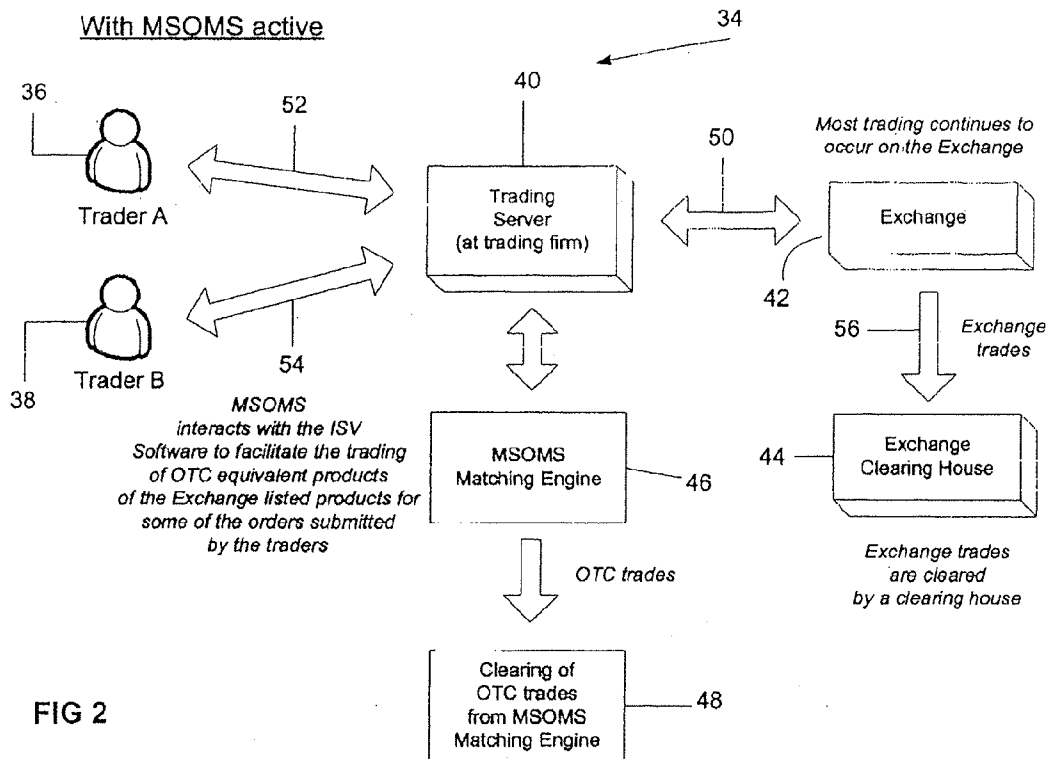 With MSOMS active
34
36
52
40
50
Most trading continues to
occur on the Exchange
Trader A
Trading
Server
(at trading firm)
Exchange
42
38
Trader B
54
56
Exchange
trades
MSOMS
interacts with the ISV
Software to facilitate the trading
of OTC equivalent products
of the Exchange listed products for
some of the orders submitted
by the traders
MSOMS
Matching Engine
46
44
Exchange
Clearing House
OTC trades
Exchange trades
are cleared
by a clearing house
Clearing of
OTC trades
from MSOMS
Matching Engine
48
FIG 2